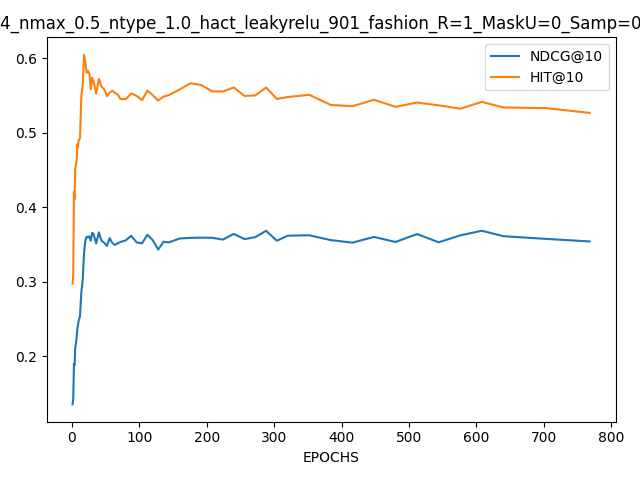 4_nmax_0.5_ntype_1.0_hact_leakyrelu_901_fashion_R=1_MaskU=0_Samp=0
NDCG@10
HIT@10
0.6
0.5
0.4
0.3
0.2
0 100 200 300 400 500 600 700 800
EPOCHS